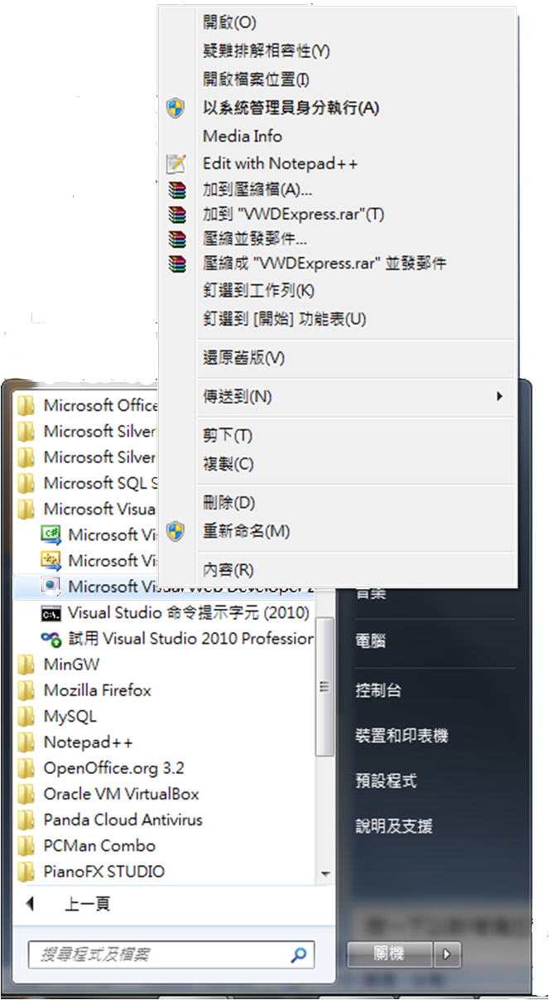 開啟(O)
疑難排解相容性(Y)
開啟檔案位置(I)
以系統管理員身分執行(A)
Media Info
Edit with Notepad++
加到壓縮檔(A)...
加到 "VWDExpress.rar"(T)
壓縮並發郵件...
壓縮成 "VWDExpress.rar" 並發郵件
釘選到工作列(K)
釘選到 [開始] 功能表(U)
還原舊版(V)
傳送到(N)
剪下(T)
複製(C)
刪除(D)
重新命名(M)
內容(R)
Microsoft Office
Microsoft Silver
Microsoft Silver
Microsoft SQL S
Microsoft Visua
Microsoft Vi
Microsoft Vi
Microsoft Visual Web Developer 2
Visual Studio 命令提示字元 (2010)
試用 Visual Studio 2010 Profession
MinGW
Mozilla Firefox
MySQL
Notepad++
OpenOffice.org 3.2
Oracle VM VirtualBox
Panda Cloud Antivirus
PCMan Combo
PianoFX STUDIO
上一頁
搜尋程式及檔案
音樂
電腦
控制台
裝置和印表機
預設程式
說明及支援
關機